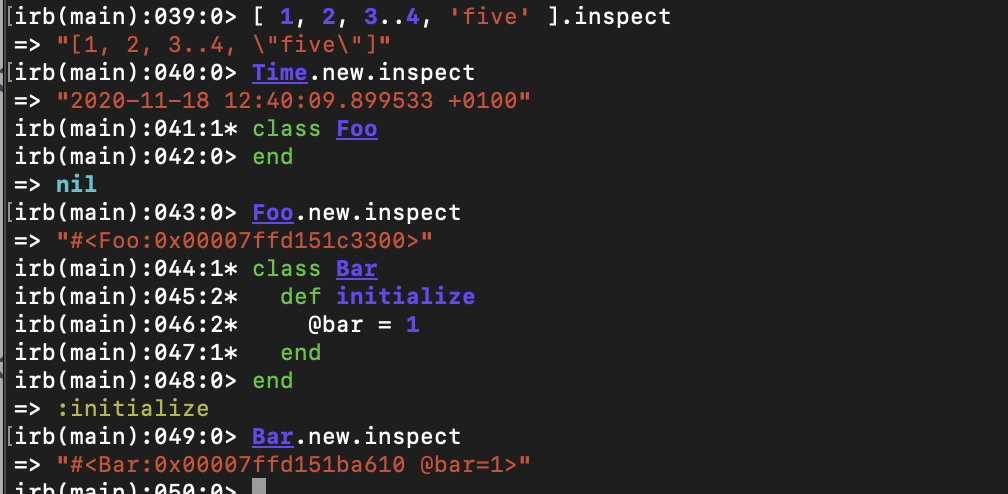 irb(main):039:0> [ 1, 2, 3..4, 'five' ].inspect
=> "[1, 2, 3..4, \"five\"]"
irb(main):040:0> Time.new.inspect
=> "2020-11-18 12:40:09.899533 +0100"
irb(main):041:1* class Foo
irb(main):042:0> end
=> nil
irb(main):043:0> Foo.new.inspect
=> "#<Foo:0x00007ffd151c3300>"
irb(main):044:1* class Bar
irb(main):045:2*   def initialize
irb(main):046:2*     @bar = 1
irb(main):047:1*   end
irb(main):048:0> end
=> :initialize
irb(main):049:0> Bar.new.inspect
=> "#<Bar:0x00007ffd151ba610 @bar=1>"
irb(main):050:0>